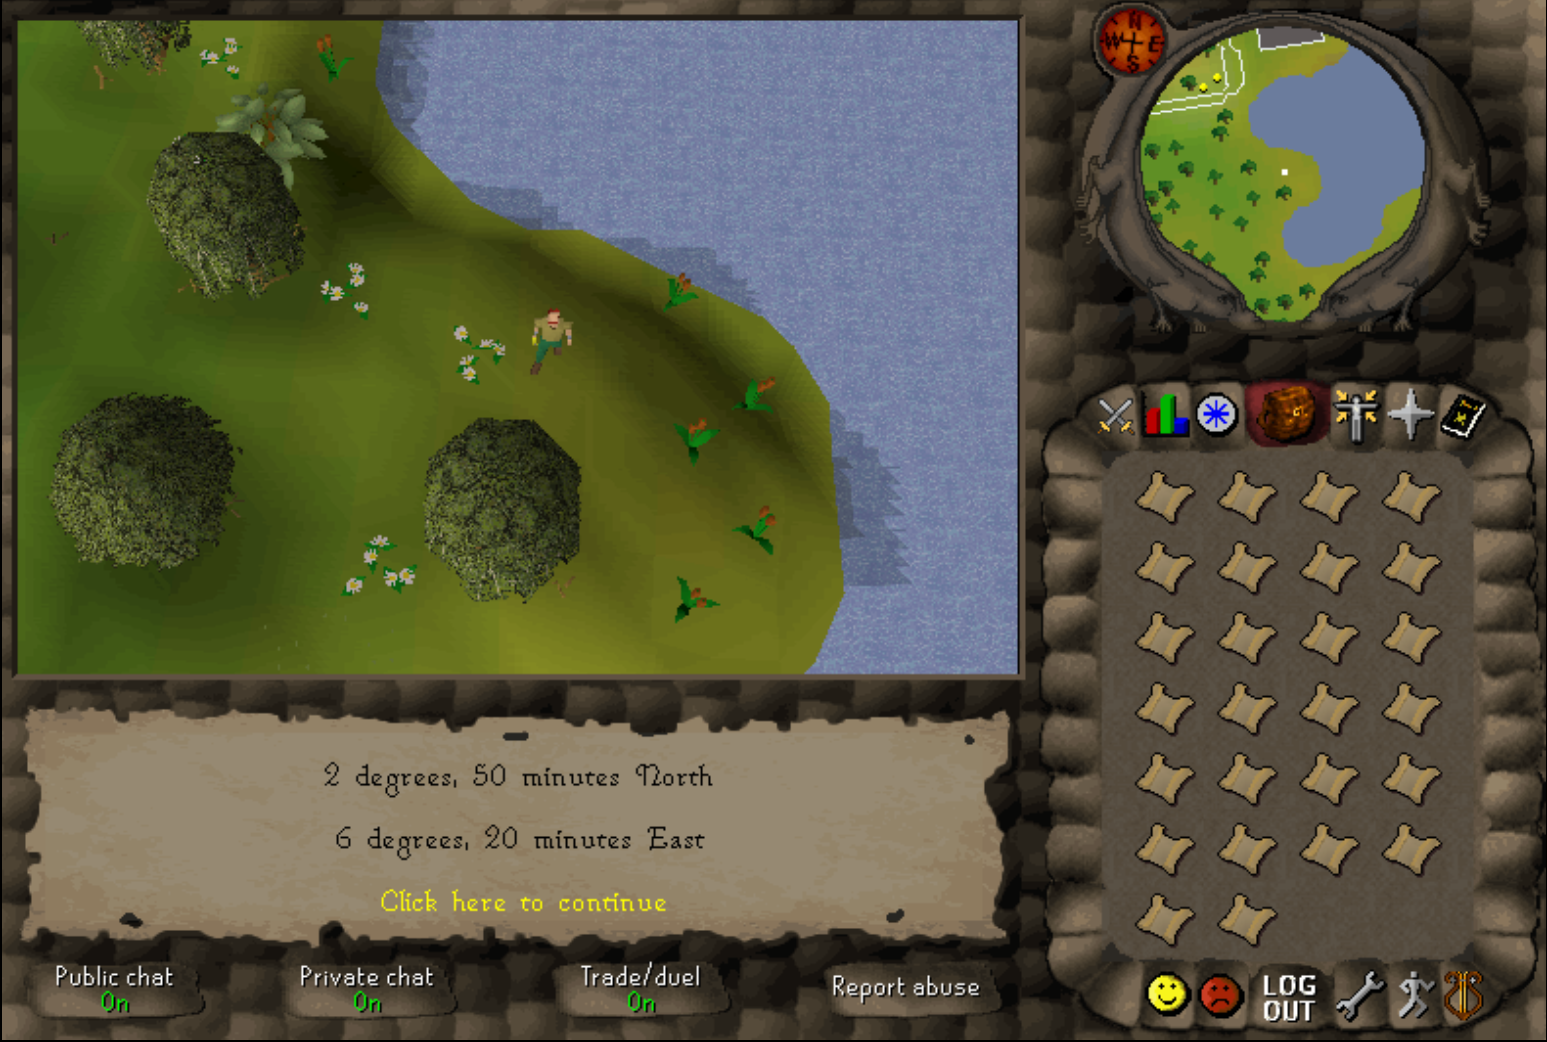 N
W E
S
2 degrees, 50 minutes North
6 degrees, 20 minutes East
Click here to continue
Public chat
On
Private chat
On
Trade/duel
On
Report abuse
LOG
OUT